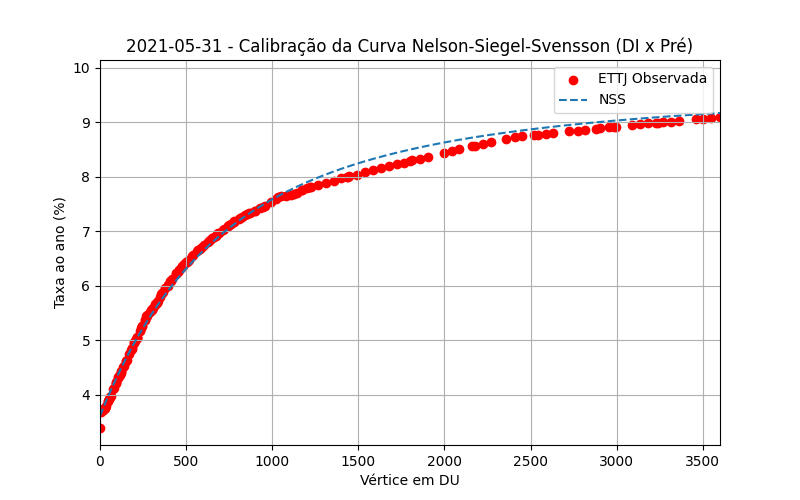 2021-05-31 - Calibração da Curva Nelson-Siegel-Svensson (DI x Pré)
ETTJ Observada
NSS
Taxa ao ano (%)
10
9
8
7
6
5
4
0 500 1000 1500 2000 2500 3000 3500
Vértice em DU